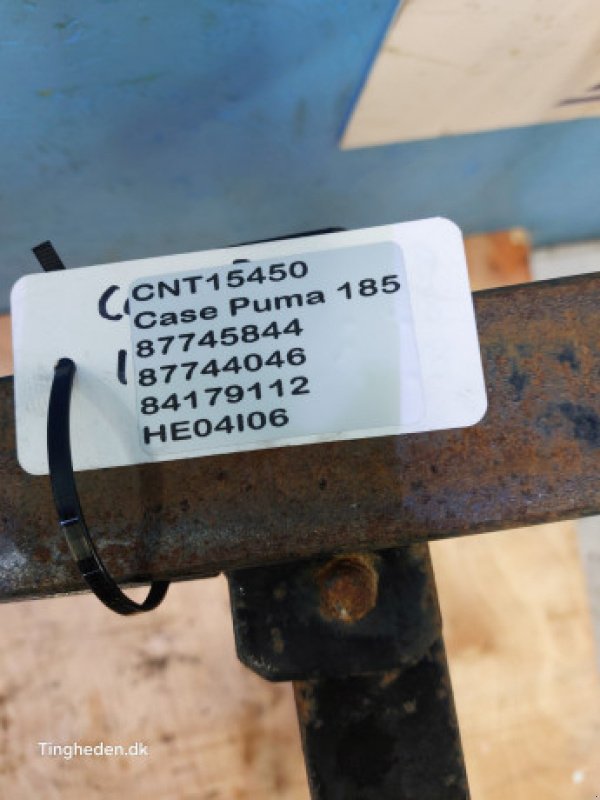 CNT15450
Case Puma 185
87745844
87744046
84179112
HE04I06
Tingheden.dk